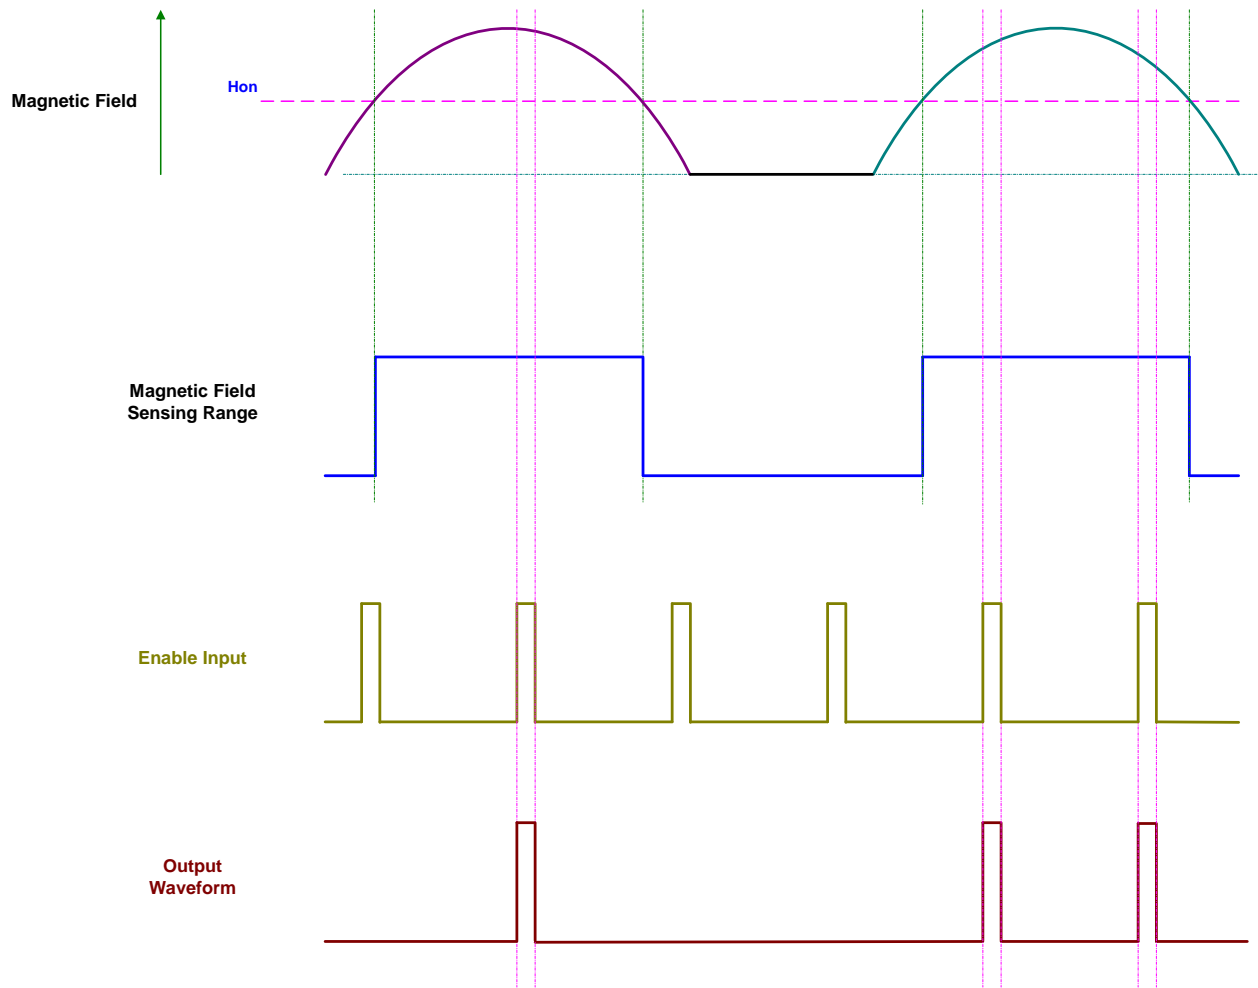 Hon
Magnetic Field
Magnetic Field
Sensing Range
Enable Input
Output
Waveform